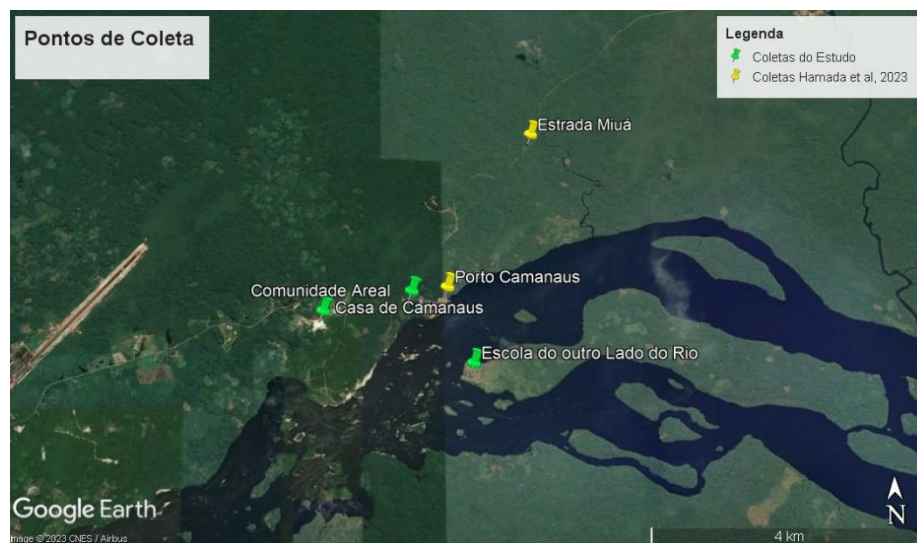 Pontos de Coleta
Legenda
Coletas do Estudo
Coletas Hamada et al, 2023
Estrada Miuá
Porto Camanaus
Comunidade Areal
Casa de Camanaus
Escola do outro Lado do Rio
Google Earth
Image © 2023 CNES / Airbus
N
4 km